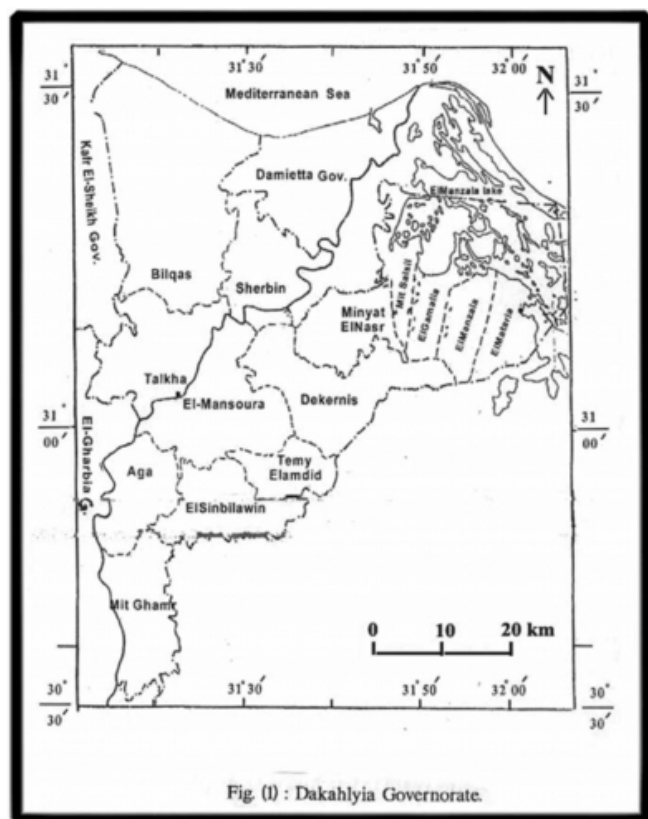 31° 30′
31° 30′
31 30′
31 50′
32 00′
N
Mediterranean Sea
Kafr El-Sheikh Gov.
Damietta Gov.
ElManzala lake
Bilqas
Sherbin
Mit Salsil
ElGamalia
ElManzala
ElMataria
Minyat
ElNasr
Talkha
El-Mansoura
Dekernis
31° 00′
31° 00′
El-Gharbia G.
Aga
Temy
Elamdid
ElSinbilawin
Mit Ghamr
0 10 20 km
30° 30′
31 30′
31 50′
32 00′
30° 30′
Fig. (1) : Dakahlyia Governorate.